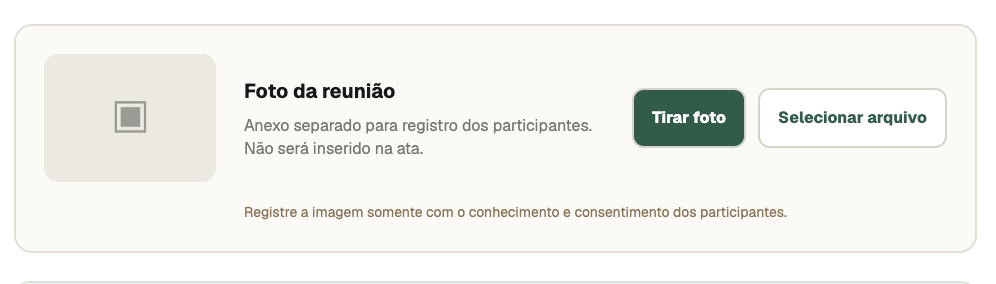 Foto da reunião
Anexo separado para registro dos participantes.
Não será inserido na ata.
Tirar foto
Selecionar arquivo
Registre a imagem somente com o conhecimento e consentimento dos participantes.